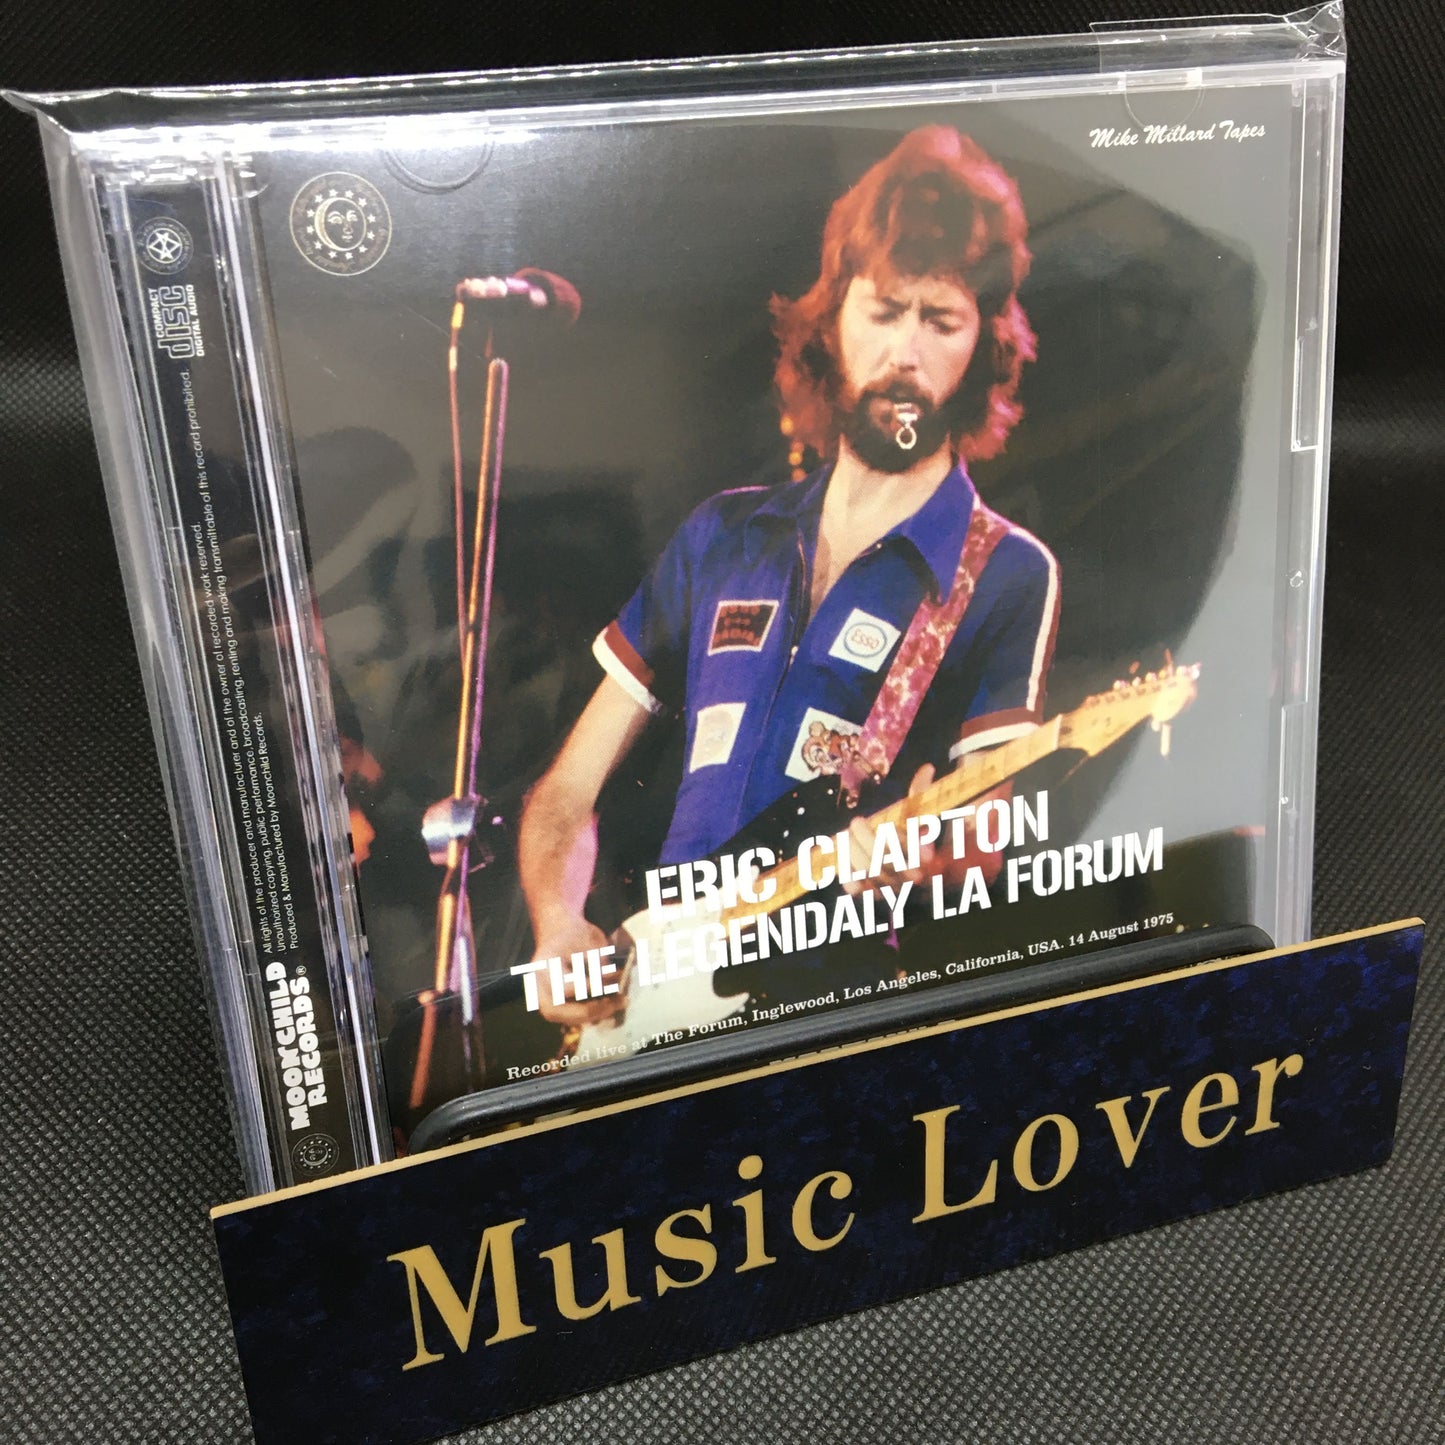 Mike Millard Tapes
COMPACT
disc
DIGITAL AUDIO
All rights of the producer and manufacturer and of the owner of recorded work reserved.
Unauthorized copying, public performance, broadcasting, renting and making transmittable of this record prohibited.
Produced & Manufactured by Moonchild Records.
MOONCHILD
RECORDS®
ESSO
ERIC CLAPTON
THE LEGENDALY LA FORUM
Recorded live at The Forum, Inglewood, Los Angeles, California, USA. 14 August 1975
Music Lover